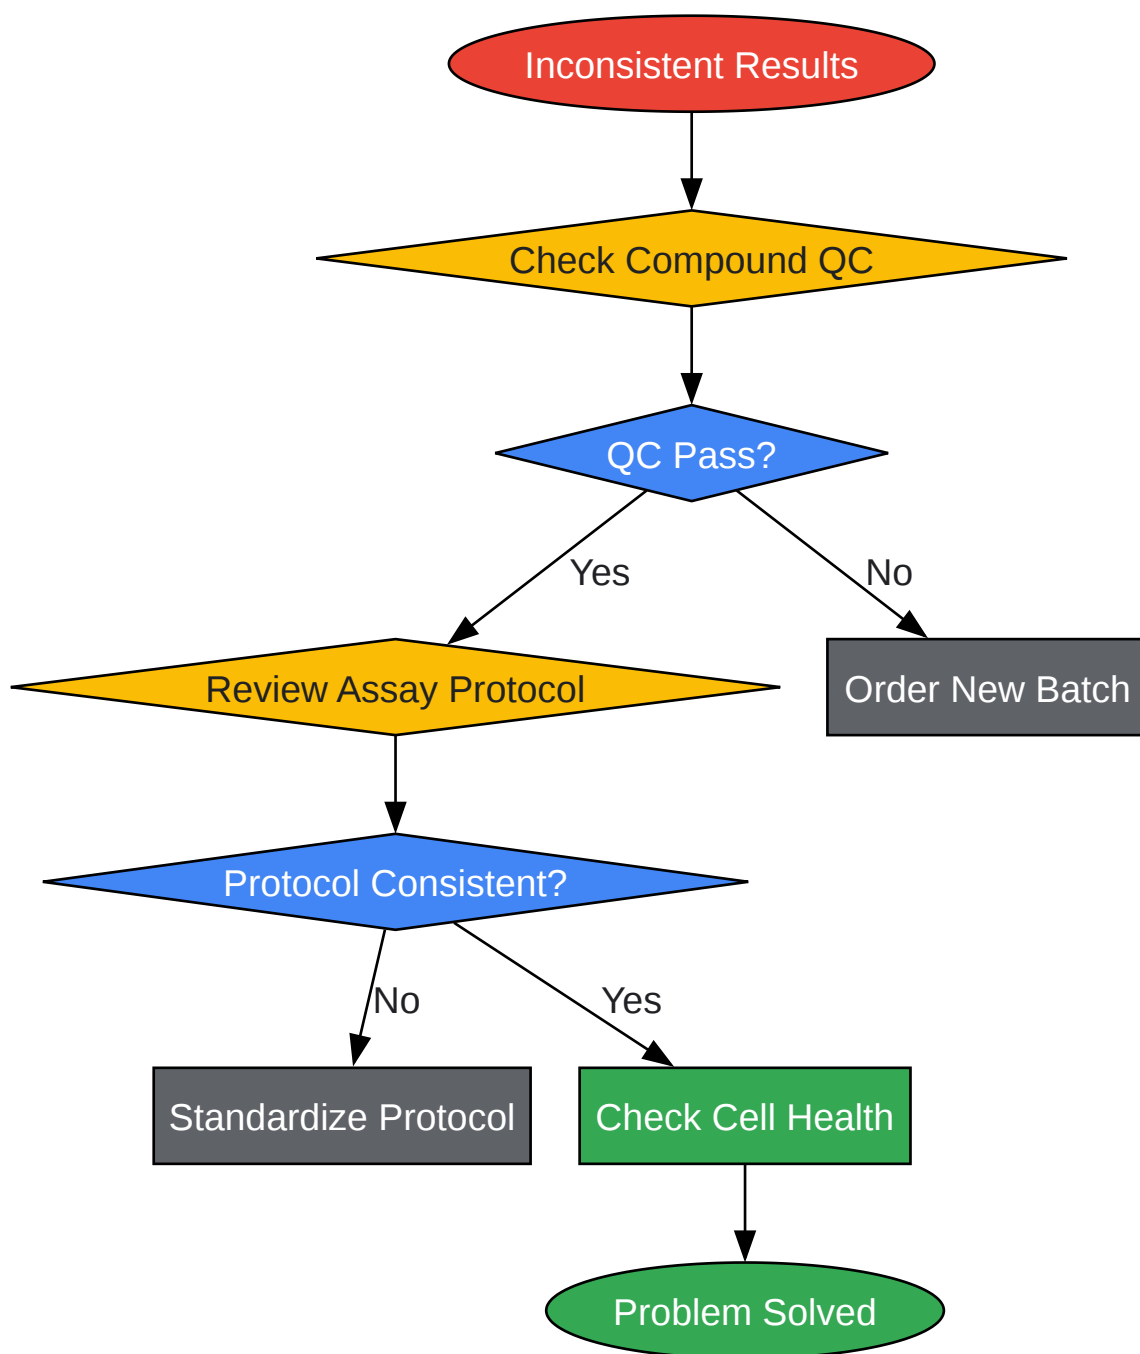 Inconsistent Results
Check Compound QC
QC Pass?
Yes
No
Review Assay Protocol
Order New Batch
Protocol Consistent?
No
Yes
Standardize Protocol
Check Cell Health
Problem Solved